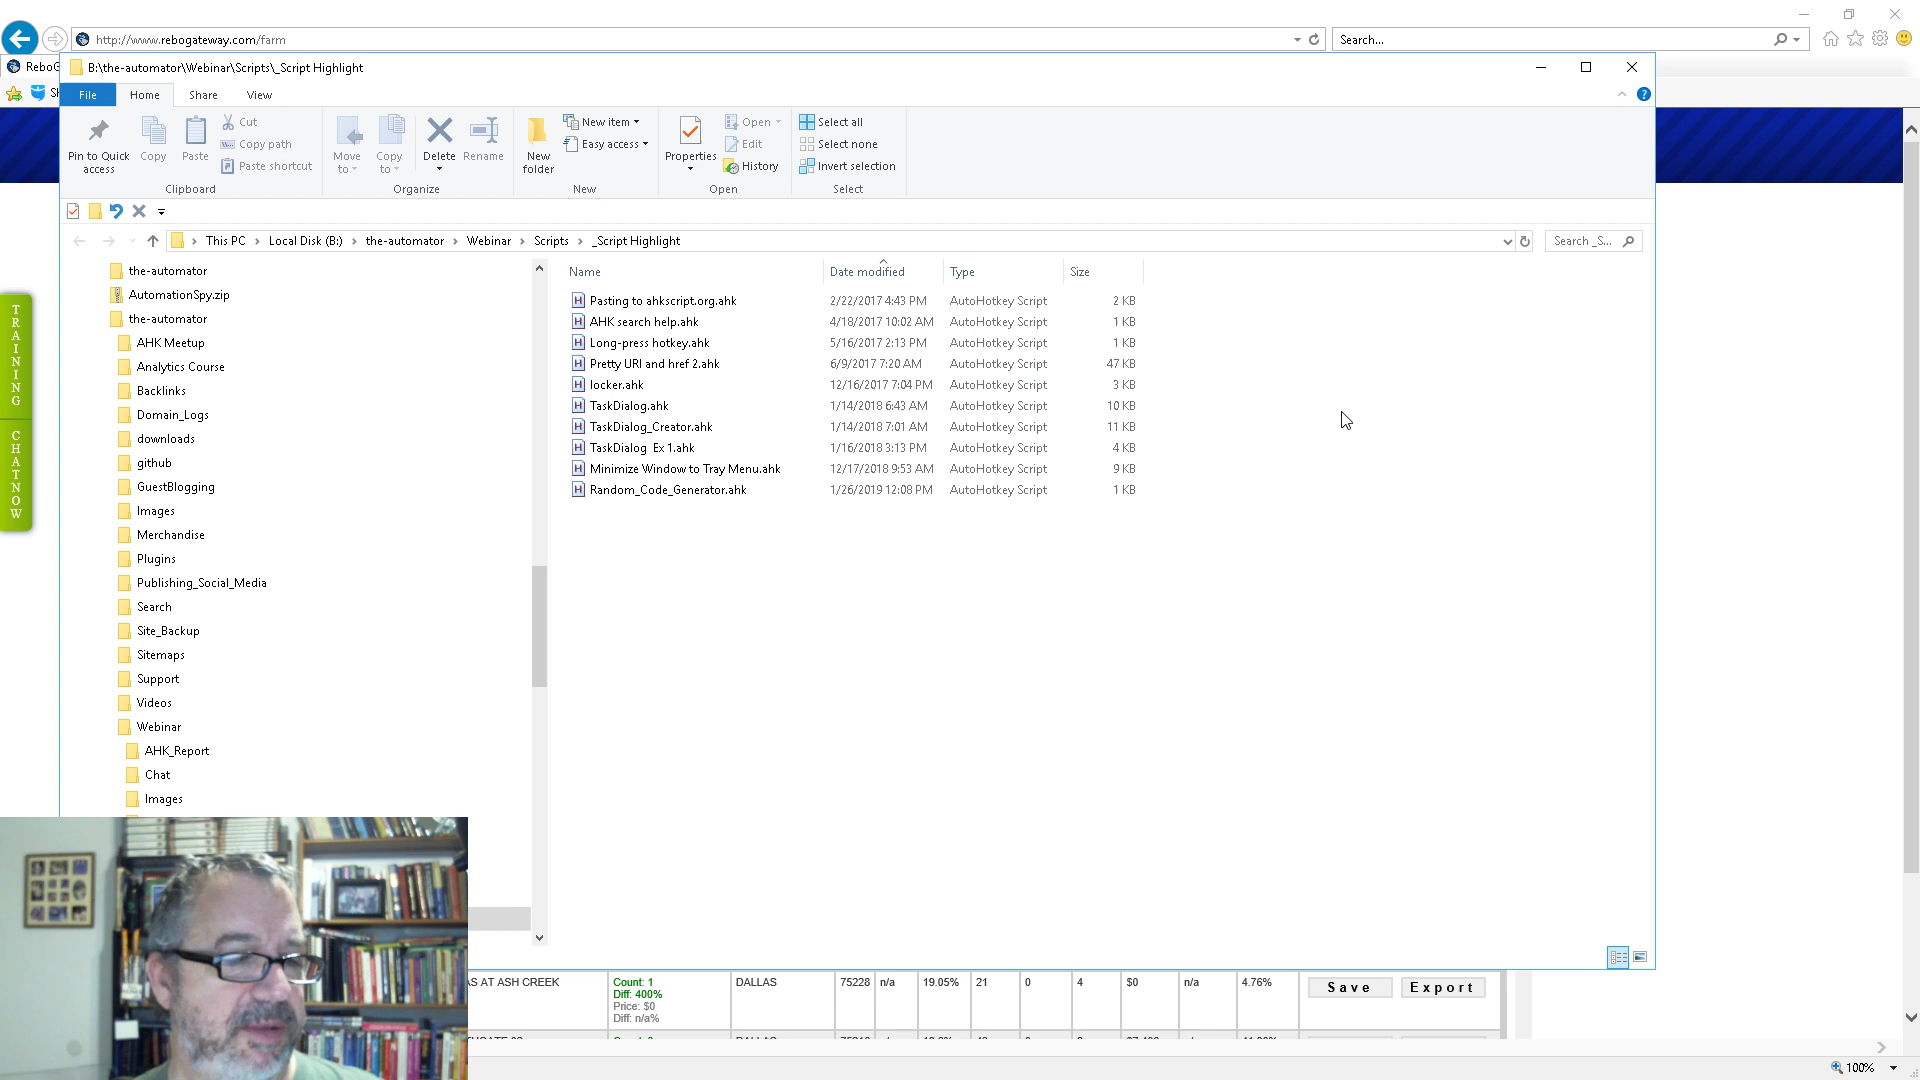 http://www.rebogateway.com/farm
Search...
ReboG
B:\the-automator\Webinar\Scripts\_Script Highlight
Sh
File
Home
Share
View
Pin to Quick access
Copy
Paste
Cut
Copy path
Paste shortcut
Clipboard
Move to
Copy to
Delete
Rename
Organize
New folder
New item
Easy access
New
Properties
Open
Edit
History
Open
Select all
Select none
Invert selection
Select
This PC > Local Disk (B:) > the-automator > Webinar > Scripts > _Script Highlight
Search _S...
the-automator
AutomationSpy.zip
the-automator
AHK Meetup
Analytics Course
Backlinks
Domain_Logs
downloads
github
GuestBlogging
Images
Merchandise
Plugins
Publishing_Social_Media
Search
Site_Backup
Sitemaps
Support
Videos
Webinar
AHK_Report
Chat
Images
Name Date modified Type Size
Pasting to ahkscript.org.ahk 2/22/2017 4:43 PM AutoHotkey Script 2 KB
AHK search help.ahk 4/18/2017 10:02 AM AutoHotkey Script 1 KB
Long-press hotkey.ahk 5/16/2017 2:13 PM AutoHotkey Script 1 KB
Pretty URI and href 2.ahk 6/9/2017 7:20 AM AutoHotkey Script 47 KB
locker.ahk 12/16/2017 7:04 PM AutoHotkey Script 3 KB
TaskDialog.ahk 1/14/2018 6:43 AM AutoHotkey Script 10 KB
TaskDialog_Creator.ahk 1/14/2018 7:01 AM AutoHotkey Script 11 KB
TaskDialog Ex 1.ahk 1/16/2018 3:13 PM AutoHotkey Script 4 KB
Minimize Window to Tray Menu.ahk 12/17/2018 9:53 AM AutoHotkey Script 9 KB
Random_Code_Generator.ahk 1/26/2019 12:08 PM AutoHotkey Script 1 KB
TRAINING
CHAT NOW
AS AT ASH CREEK
Count: 1
Diff: 400%
Price: $0
Diff: n/a%
DALLAS 75228 n/a 19.05% 21 0 4 $0 n/a 4.76%
Save
Export
100%